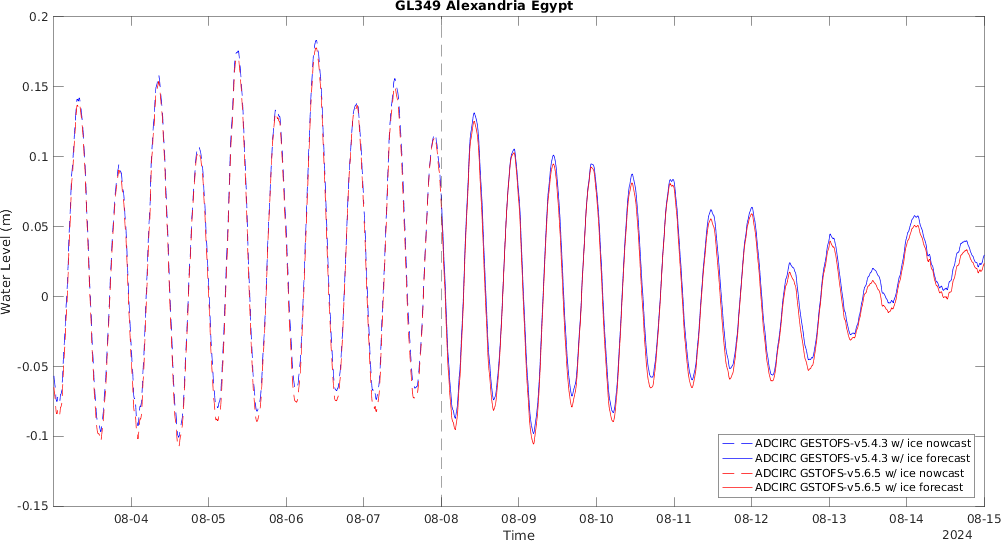 GL349 Alexandria Egypt
Water Level (m)
0.2
0.15
0.1
0.05
0
-0.05
-0.1
-0.15
ADCIRC GESTOFS-v5.4.3 w/ ice nowcast
ADCIRC GESTOFS-v5.4.3 w/ ice forecast
ADCIRC GSTOFS-v5.6.5 w/ ice nowcast
ADCIRC GSTOFS-v5.6.5 w/ ice forecast
08-04 08-05 08-06 08-07 08-08 08-09 08-10 08-11 08-12 08-13 08-14 08-15
Time
2024